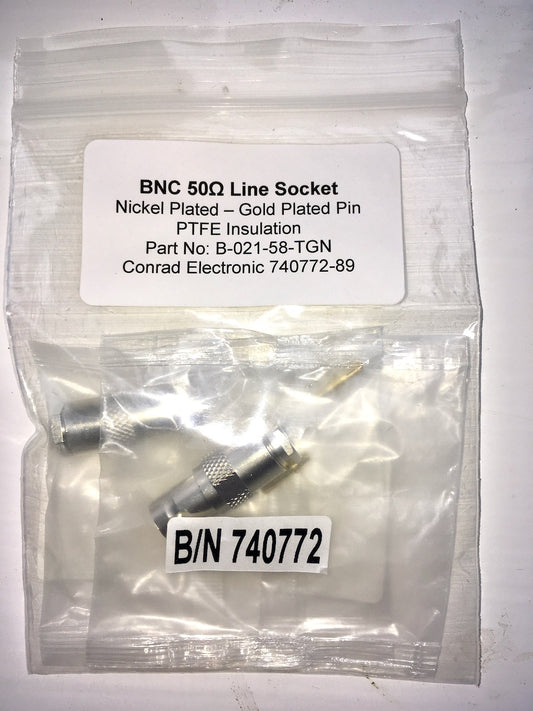 BNC 50Ω Line Socket
Nickel Plated – Gold Plated Pin
PTFE Insulation
Part No: B-021-58-TGN
Conrad Electronic 740772-89
B/N 740772